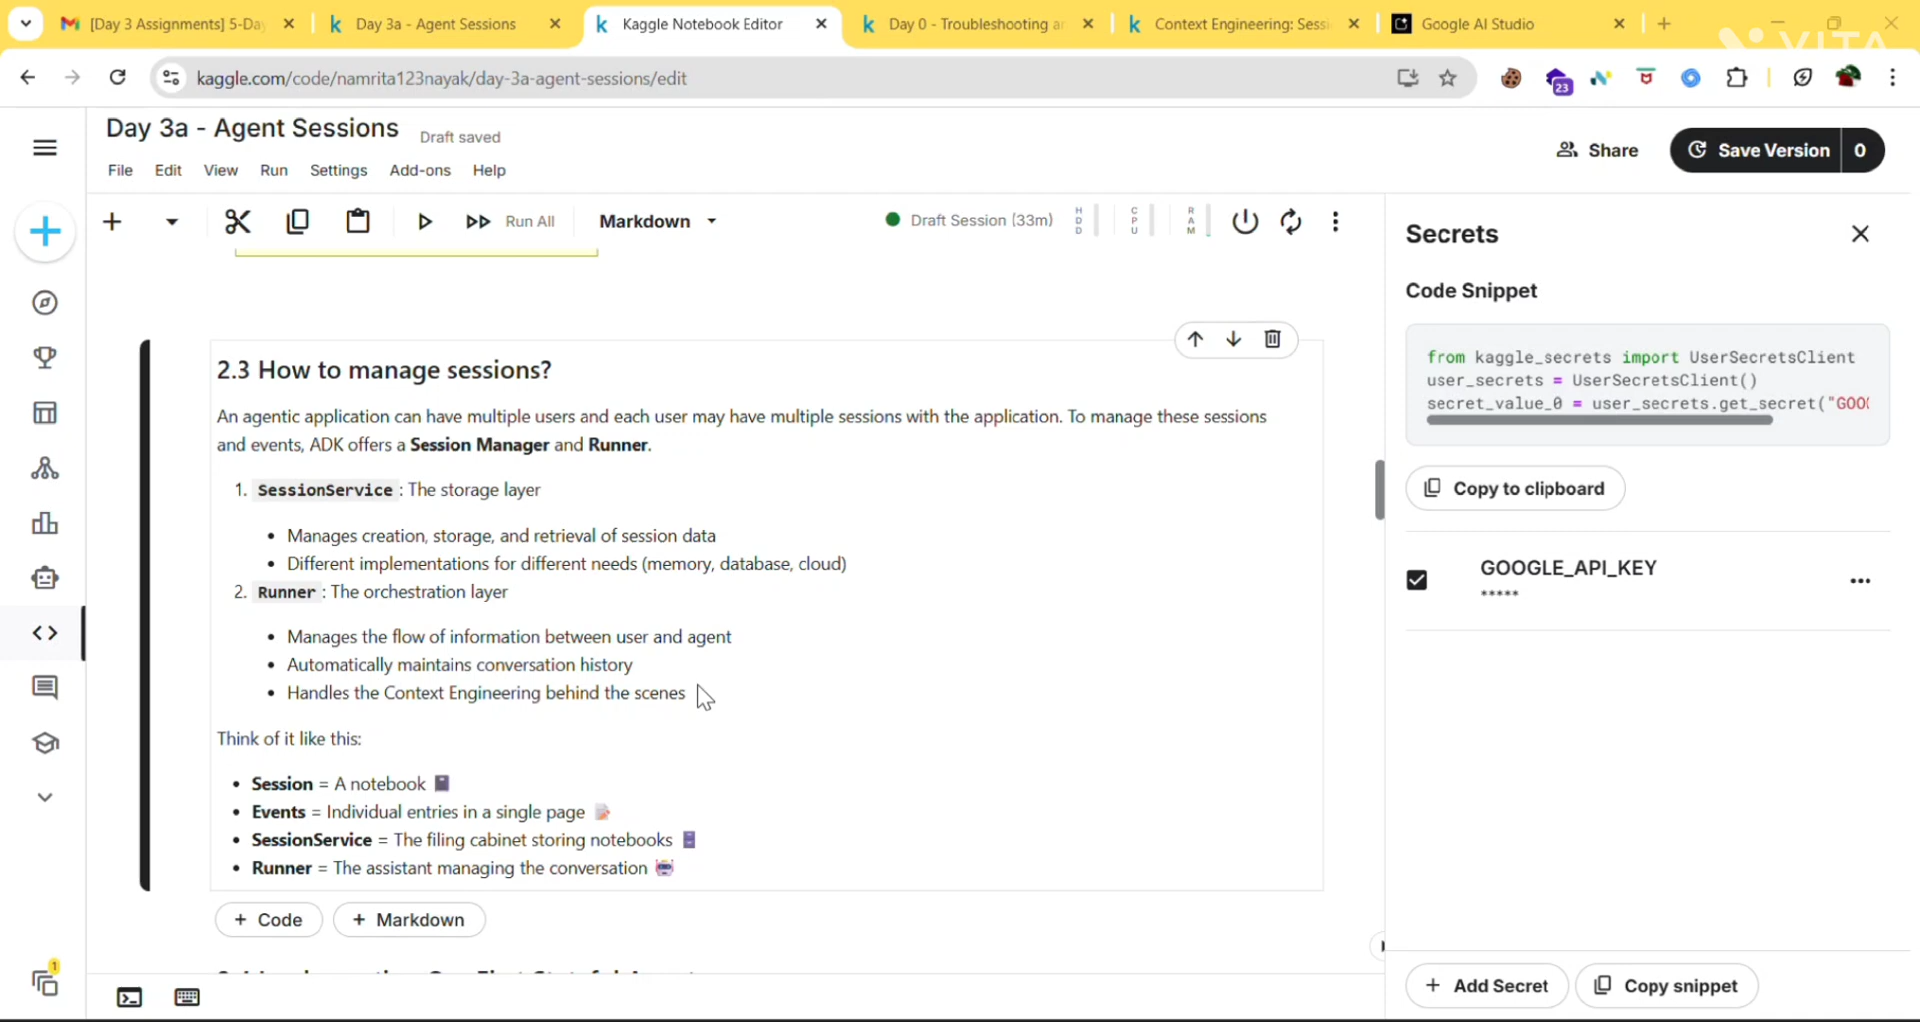 [Day 3 Assignments] 5-Da
Day 3a - Agent Sessions
Kaggle Notebook Editor
Day 0 - Troubleshooting a
Context Engineering: Sess
Google AI Studio
VITA
kaggle.com/code/namrita123nayak/day-3a-agent-sessions/edit
23
Day 3a - Agent Sessions
Draft saved
File Edit View Run Settings Add-ons Help
Share
Save Version 0
Run All
Markdown
Draft Session (33m)
HDD
CPU
RAM
2.3 How to manage sessions?
An agentic application can have multiple users and each user may have multiple sessions with the application. To manage these sessions
and events, ADK offers a Session Manager and Runner.
1. SessionService : The storage layer
• Manages creation, storage, and retrieval of session data
• Different implementations for different needs (memory, database, cloud)
2. Runner : The orchestration layer
• Manages the flow of information between user and agent
• Automatically maintains conversation history
• Handles the Context Engineering behind the scenes
Think of it like this:
• Session = A notebook
• Events = Individual entries in a single page
• SessionService = The filing cabinet storing notebooks
• Runner = The assistant managing the conversation
+ Code
+ Markdown
1
Secrets
Code Snippet
from kaggle_secrets import UserSecretsClient
user_secrets = UserSecretsClient()
secret_value_0 = user_secrets.get_secret("GOO
Copy to clipboard
GOOGLE_API_KEY
*****
+ Add Secret
Copy snippet